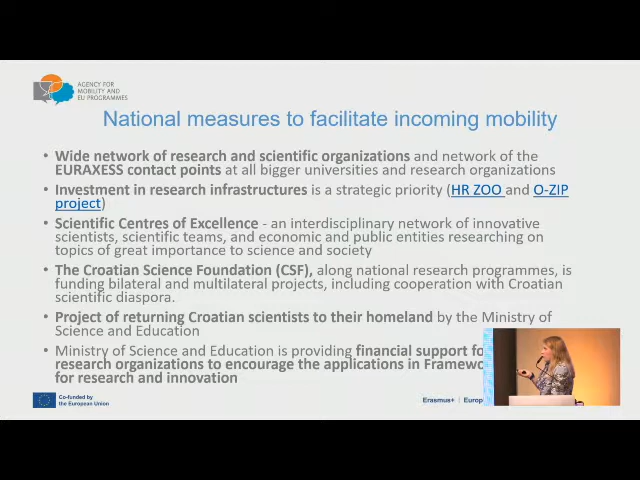 AGENCY FOR
MOBILITY AND
EU PROGRAMMES
National measures to facilitate incoming mobility
• Wide network of research and scientific organizations and network of the
EURAXESS contact points at all bigger universities and research organizations
• Investment in research infrastructures is a strategic priority (HR ZOO and O-ZIP
project)
• Scientific Centres of Excellence - an interdisciplinary network of innovative
scientists, scientific teams, and economic and public entities researching on
topics of great importance to science and society
• The Croatian Science Foundation (CSF), along national research programmes, is
funding bilateral and multilateral projects, including cooperation with Croatian
scientific diaspora.
• Project of returning Croatian scientists to their homeland by the Ministry of
Science and Education
• Ministry of Science and Education is providing financial support
research organizations to encourage the applications in
for research and innovation
Co-funded by
the European Union
Erasmus+ |